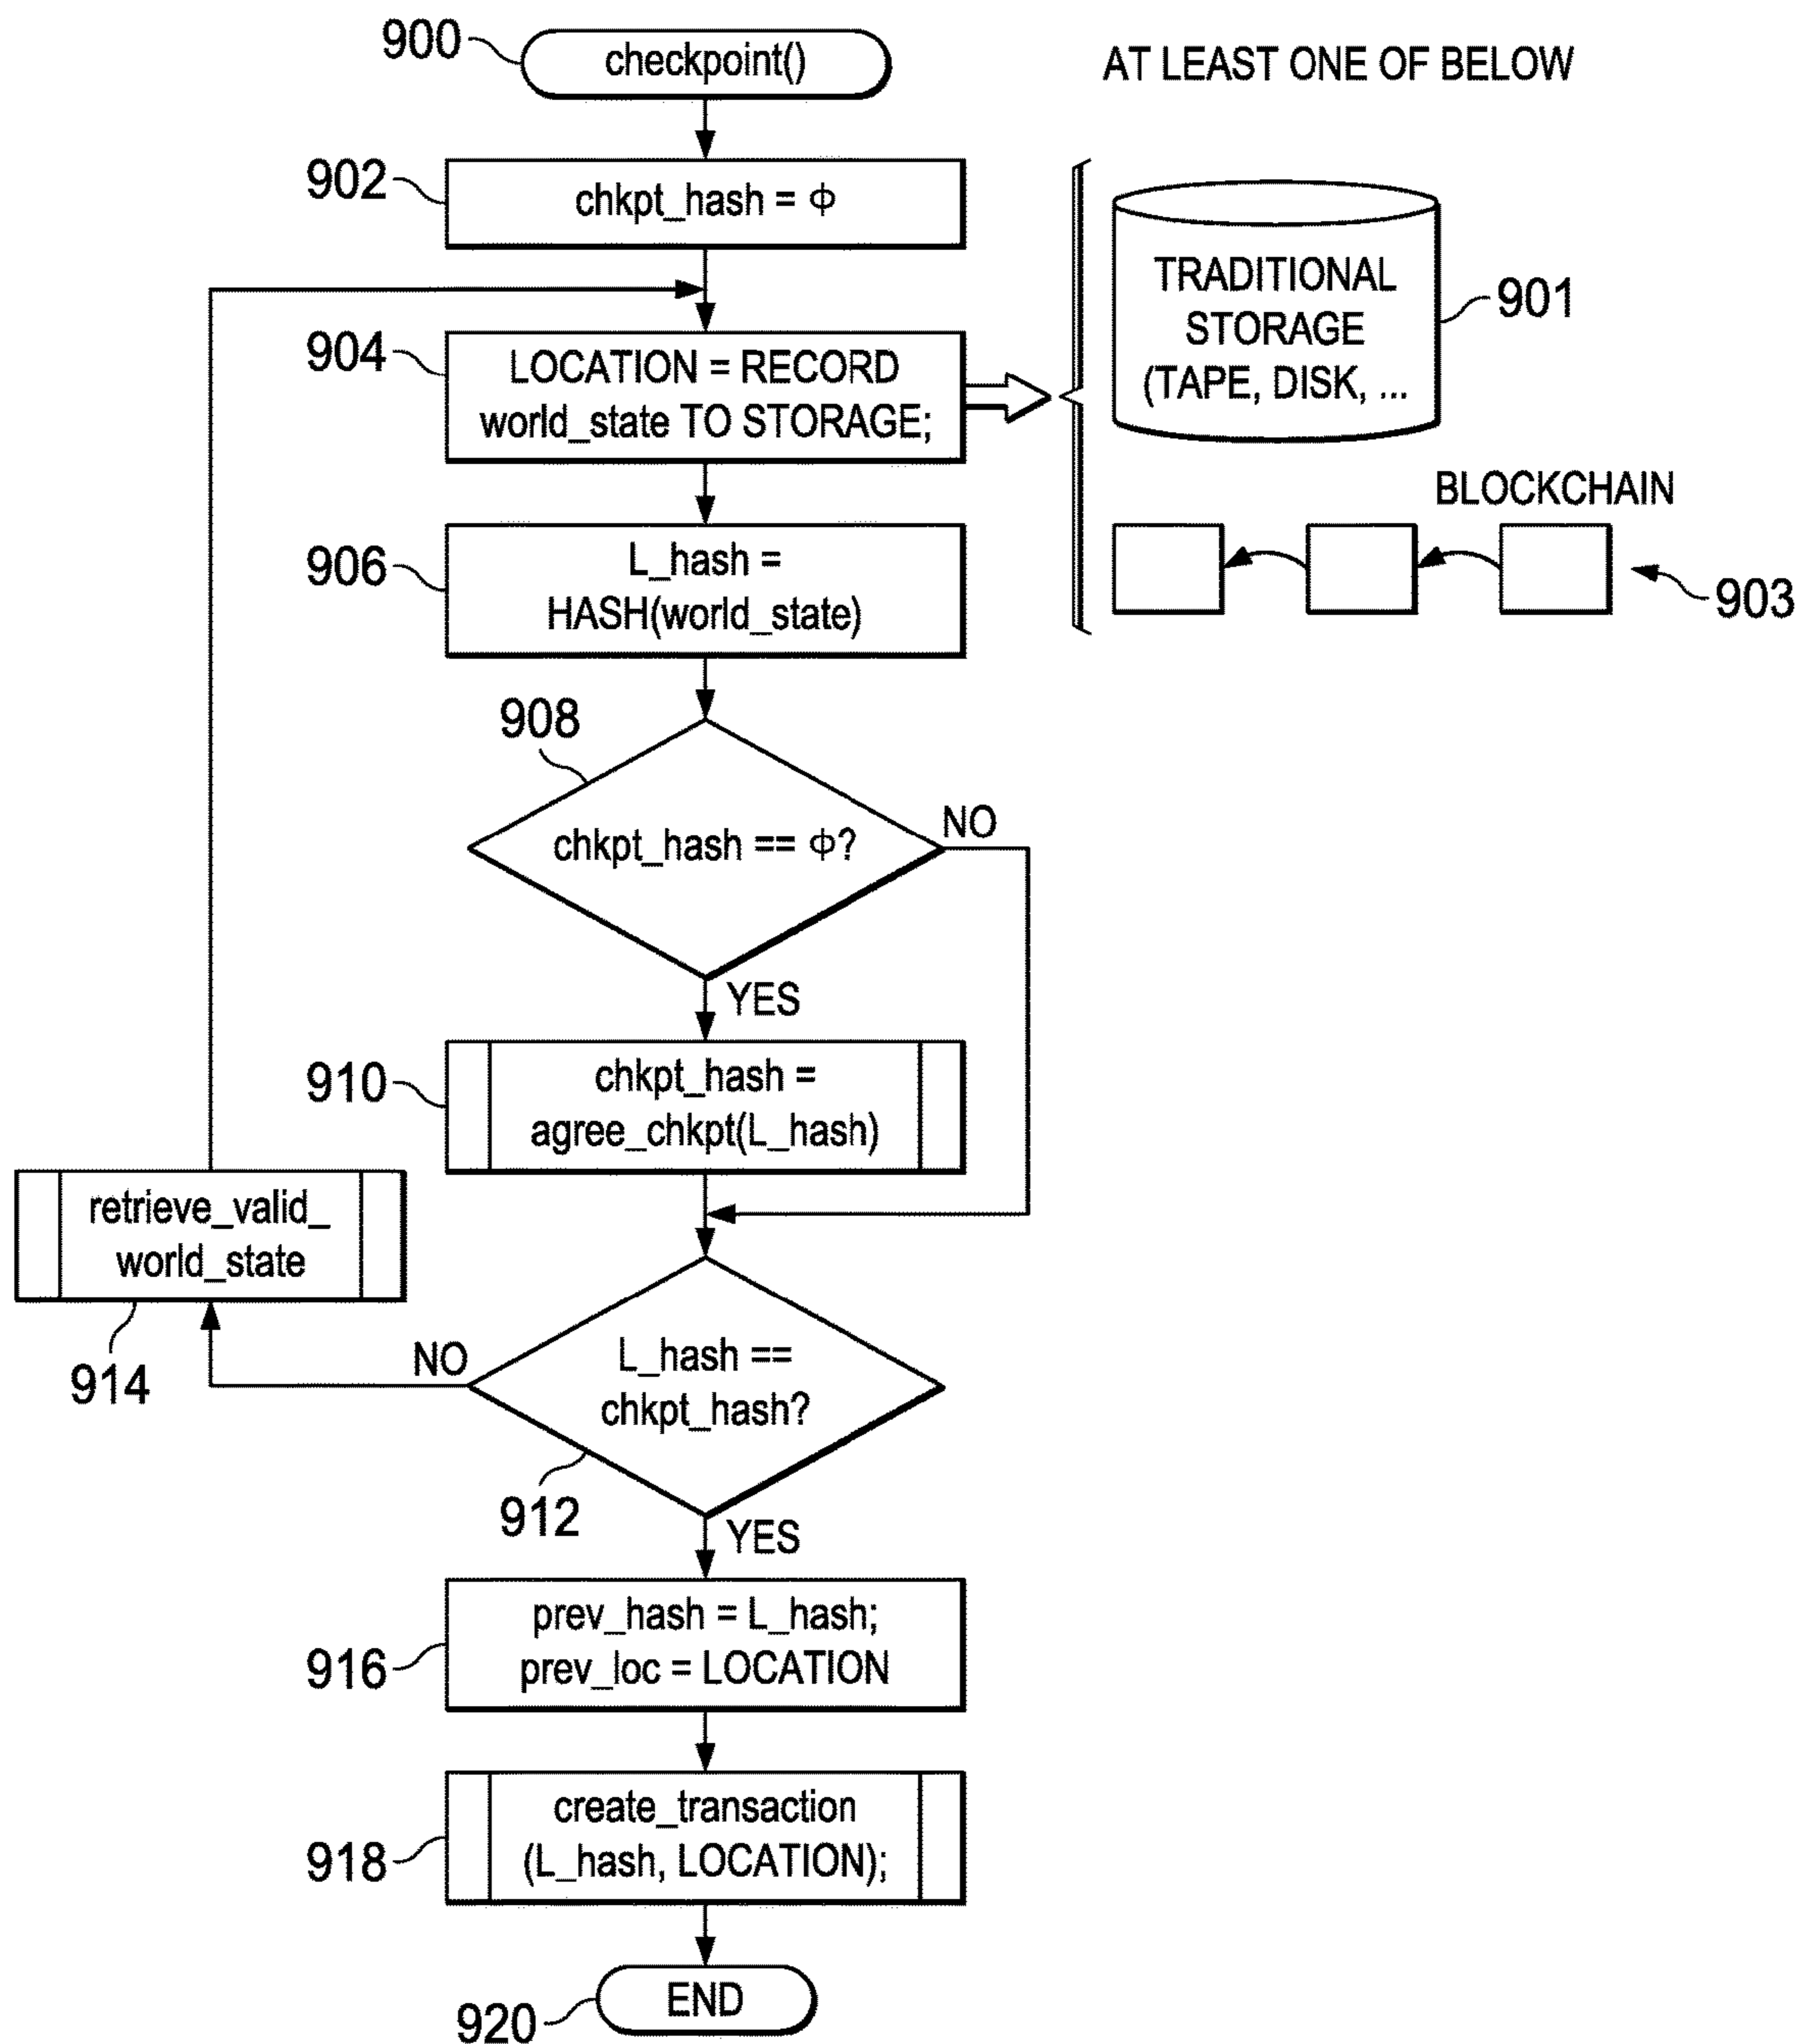 900
checkpoint()
AT LEAST ONE OF BELOW
902
chkpt_hash = Φ
904
LOCATION = RECORD
world_state TO STORAGE;
TRADITIONAL
STORAGE
(TAPE, DISK, ...
901
BLOCKCHAIN
903
906
L_hash =
HASH(world_state)
908
chkpt_hash == Φ?
NO
YES
910
chkpt_hash =
agree_chkpt(L_hash)
retrieve_valid_
world_state
914
NO
L_hash ==
chkpt_hash?
912
YES
916
prev_hash = L_hash;
prev_loc = LOCATION
918
create_transaction
(L_hash, LOCATION);
920
END